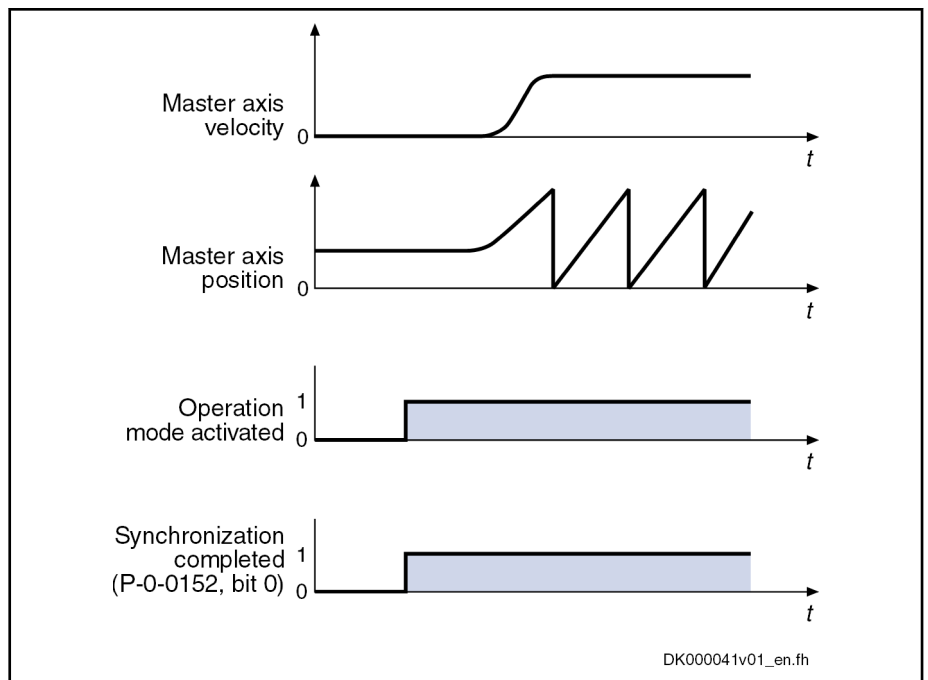 Master axis
velocity
0
t
Master axis
position
0
t
Operation
mode activated
1
0
t
Synchronization
completed
(P-0-0152, bit 0)
1
0
t
DK000041v01_en.fh